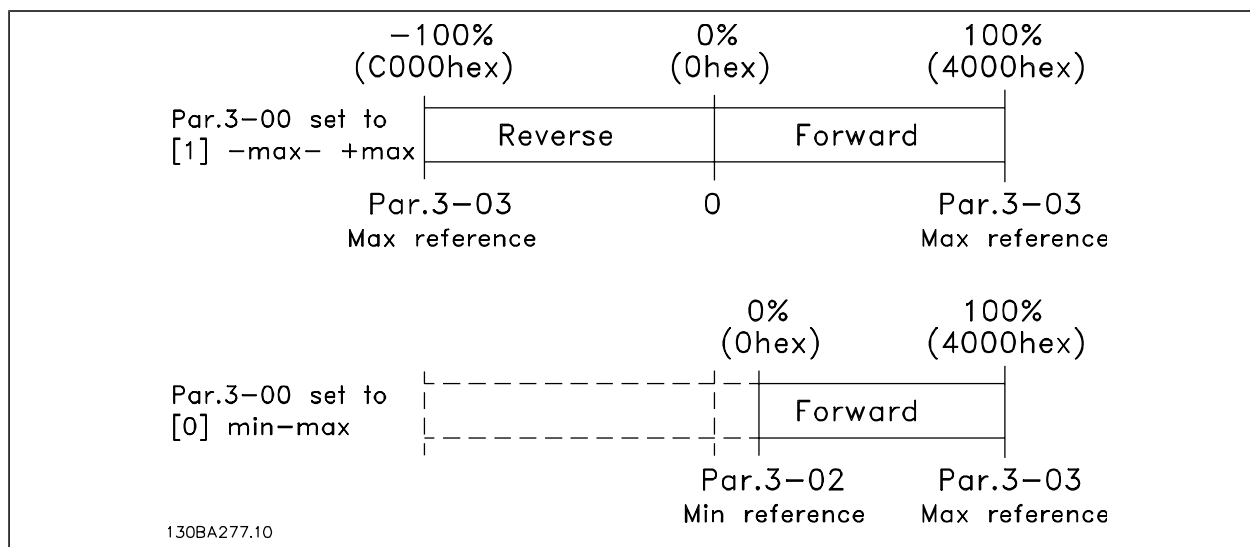 -100% 0% 100%
(C000hex) (0hex) (4000hex)
Par.3-00 set to
[1] -max- +max
Reverse Forward
Par.3-03 0 Par.3-03
Max reference Max reference
0% 100%
(0hex) (4000hex)
Par.3-00 set to
[0] min-max
Forward
Par.3-02 Par.3-03
Min reference Max reference
130BA277.10